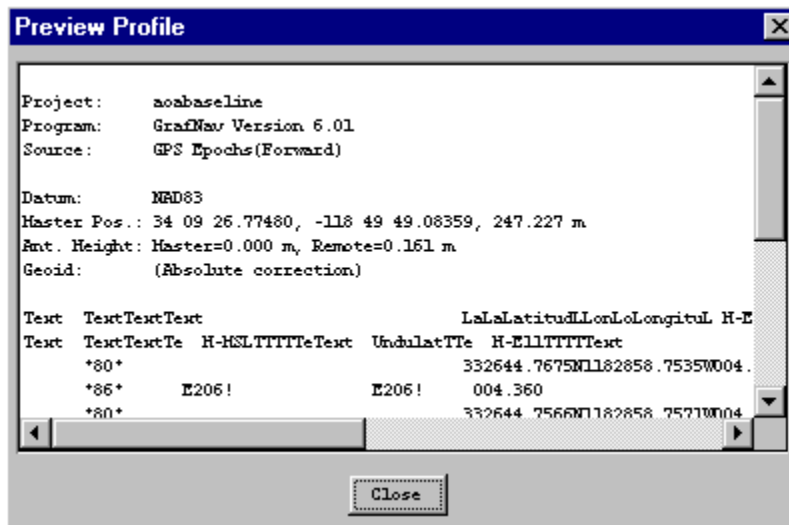 Preview Profile
Project: aoabaseline
Program: GrafNav Version 6.01
Source: GPS Epochs(Forward)
Datum: NAD83
Master Pos.: 34 09 26.77480, -118 49 49.08359, 247.227 m
Ant. Height: Master=0.000 m, Remote=0.161 m
Geoid: (Absolute correction)
Text TextTextText LaLaLatitudLLonLoLongituL H-E
Text TextTextTe H-MSLTTTTTeText UndulatTTe H-EllTTTTText
*80* 332644.7675N1182858.7535W004.
*86* E206! E206! 004.360
*80* 332644.7566N1182858.7571W004
Close